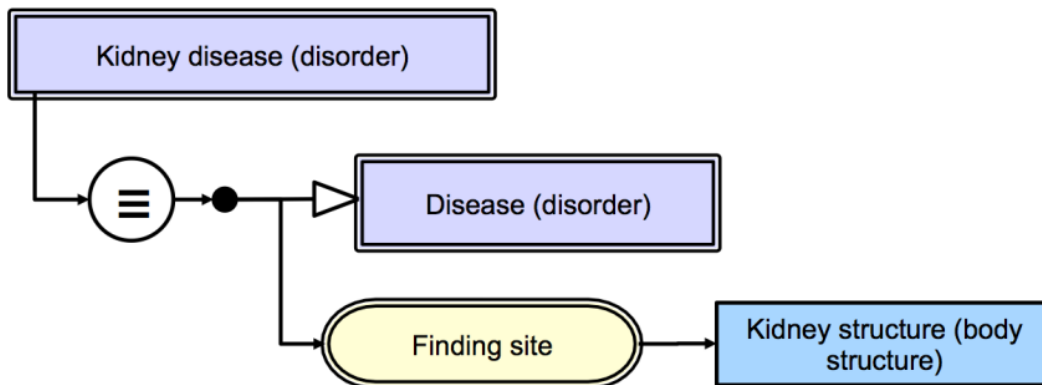 Kidney disease (disorder)
≡
Disease (disorder)
Finding site
Kidney structure (body
structure)